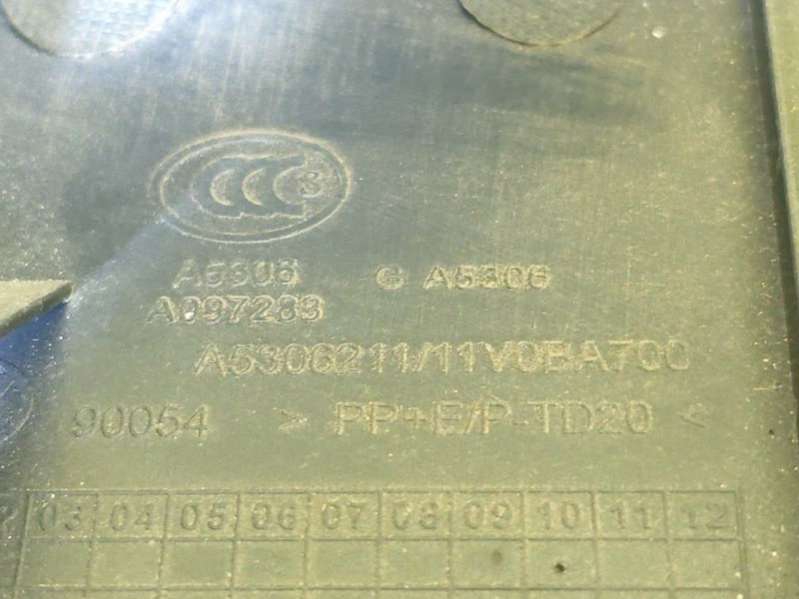 CCC S
A5306 G A5306
A097283
A5306211/11V0BA700
90054 > PP+E/P-TD20 <
03 04 05 06 07 08 09 10 11 12